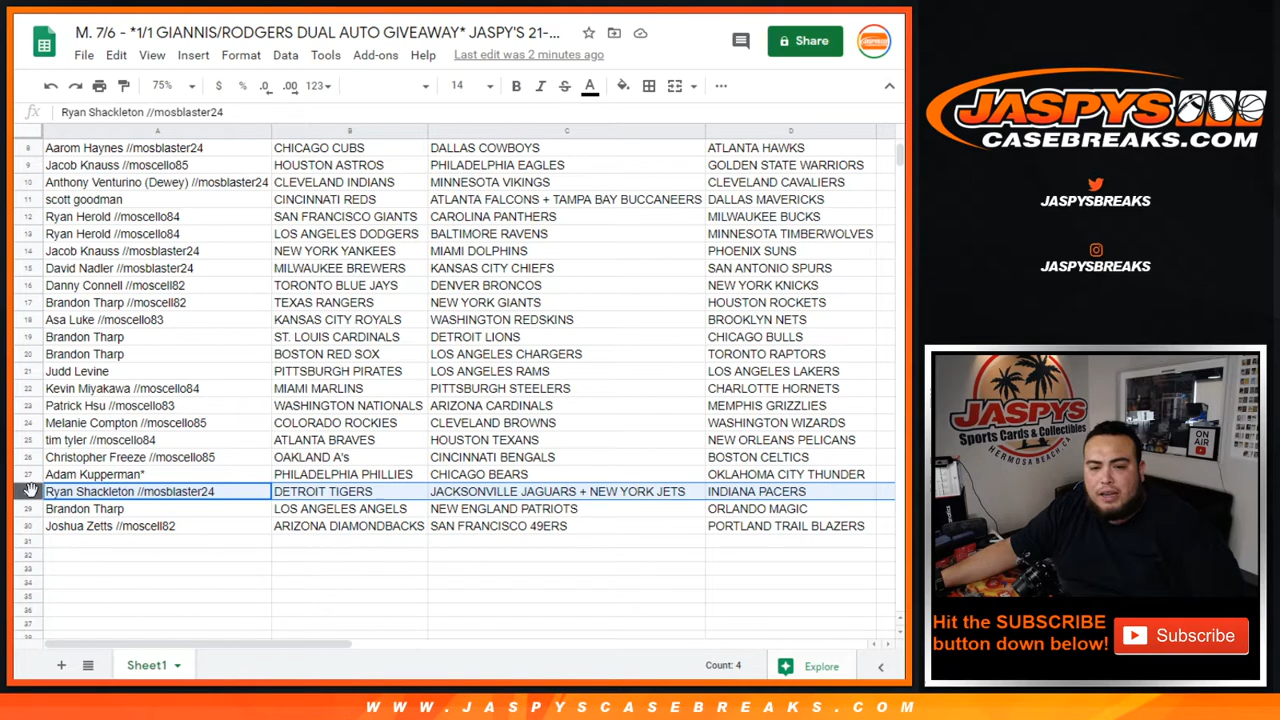 M. 7/6 - *1/1 GIANNIS/RODGERS DUAL AUTO GIVEAWAY* JASPY'S 21-...
File Edit View Insert Format Data Tools Add-ons Help Last edit was 2 minutes ago
Share
75% $ % .0 .00 123 14 B I S A
fx Ryan Shackleton //mosblaster24
A B C D
8 Aarom Haynes //mosblaster24 CHICAGO CUBS DALLAS COWBOYS ATLANTA HAWKS
9 Jacob Knauss //moscello85 HOUSTON ASTROS PHILADELPHIA EAGLES GOLDEN STATE WARRIORS
10 Anthony Venturino (Dewey) //mosblaster24 CLEVELAND INDIANS MINNESOTA VIKINGS CLEVELAND CAVALIERS
11 scott goodman CINCINNATI REDS ATLANTA FALCONS + TAMPA BAY BUCCANEERS DALLAS MAVERICKS
12 Ryan Herold //moscello84 SAN FRANCISCO GIANTS CAROLINA PANTHERS MILWAUKEE BUCKS
13 Ryan Herold //moscello84 LOS ANGELES DODGERS BALTIMORE RAVENS MINNESOTA TIMBERWOLVES
14 Jacob Knauss //mosblaster24 NEW YORK YANKEES MIAMI DOLPHINS PHOENIX SUNS
15 David Nadler //mosblaster24 MILWAUKEE BREWERS KANSAS CITY CHIEFS SAN ANTONIO SPURS
16 Danny Connell //moscell82 TORONTO BLUE JAYS DENVER BRONCOS NEW YORK KNICKS
17 Brandon Tharp //moscell82 TEXAS RANGERS NEW YORK GIANTS HOUSTON ROCKETS
18 Asa Luke //moscello83 KANSAS CITY ROYALS WASHINGTON REDSKINS BROOKLYN NETS
19 Brandon Tharp ST. LOUIS CARDINALS DETROIT LIONS CHICAGO BULLS
20 Brandon Tharp BOSTON RED SOX LOS ANGELES CHARGERS TORONTO RAPTORS
21 Judd Levine PITTSBURGH PIRATES LOS ANGELES RAMS LOS ANGELES LAKERS
22 Kevin Miyakawa //moscello84 MIAMI MARLINS PITTSBURGH STEELERS CHARLOTTE HORNETS
23 Patrick Hsu //moscello83 WASHINGTON NATIONALS ARIZONA CARDINALS MEMPHIS GRIZZLIES
24 Melanie Compton //moscello85 COLORADO ROCKIES CLEVELAND BROWNS WASHINGTON WIZARDS
25 tim tyler //moscello84 ATLANTA BRAVES HOUSTON TEXANS NEW ORLEANS PELICANS
26 Christopher Freeze //moscello85 OAKLAND A's CINCINNATI BENGALS BOSTON CELTICS
27 Adam Kupperman* PHILADELPHIA PHILLIES CHICAGO BEARS OKLAHOMA CITY THUNDER
Ryan Shackleton //mosblaster24 DETROIT TIGERS JACKSONVILLE JAGUARS + NEW YORK JETS INDIANA PACERS
29 Brandon Tharp LOS ANGELES ANGELS NEW ENGLAND PATRIOTS ORLANDO MAGIC
30 Joshua Zetts //moscell82 ARIZONA DIAMONDBACKS SAN FRANCISCO 49ERS PORTLAND TRAIL BLAZERS
31
32
33
34
35
36
37
38
Sheet1 Count: 4 Explore
JASPYS
CASEBREAKS.COM
JASPYSBREAKS
JASPYSBREAKS
JASPYS
Sports Cards & Collectibles
HERMOSA BEACH, CA
ON AIR
Hit the SUBSCRIBE
button down below!
Subscribe
WWW.JASPYSCASEBREAKS.COM